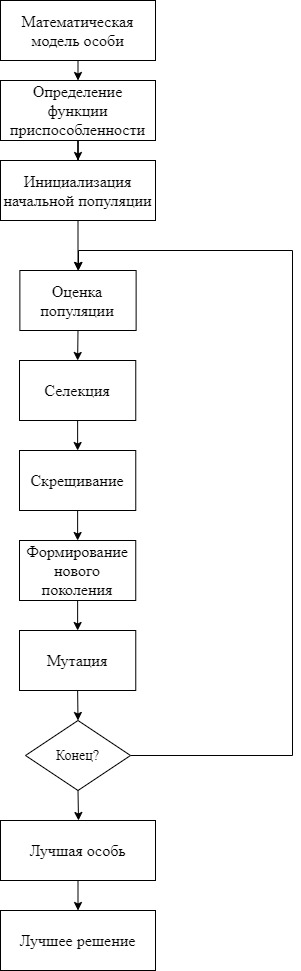 Математическая
модель особи
Определение
функции
приспособленности
Инициализация
начальной популяции
Оценка
популяции
Селекция
Скрещивание
Формирование
нового
поколения
Мутация
Конец?
Лучшая особь
Лучшее решение